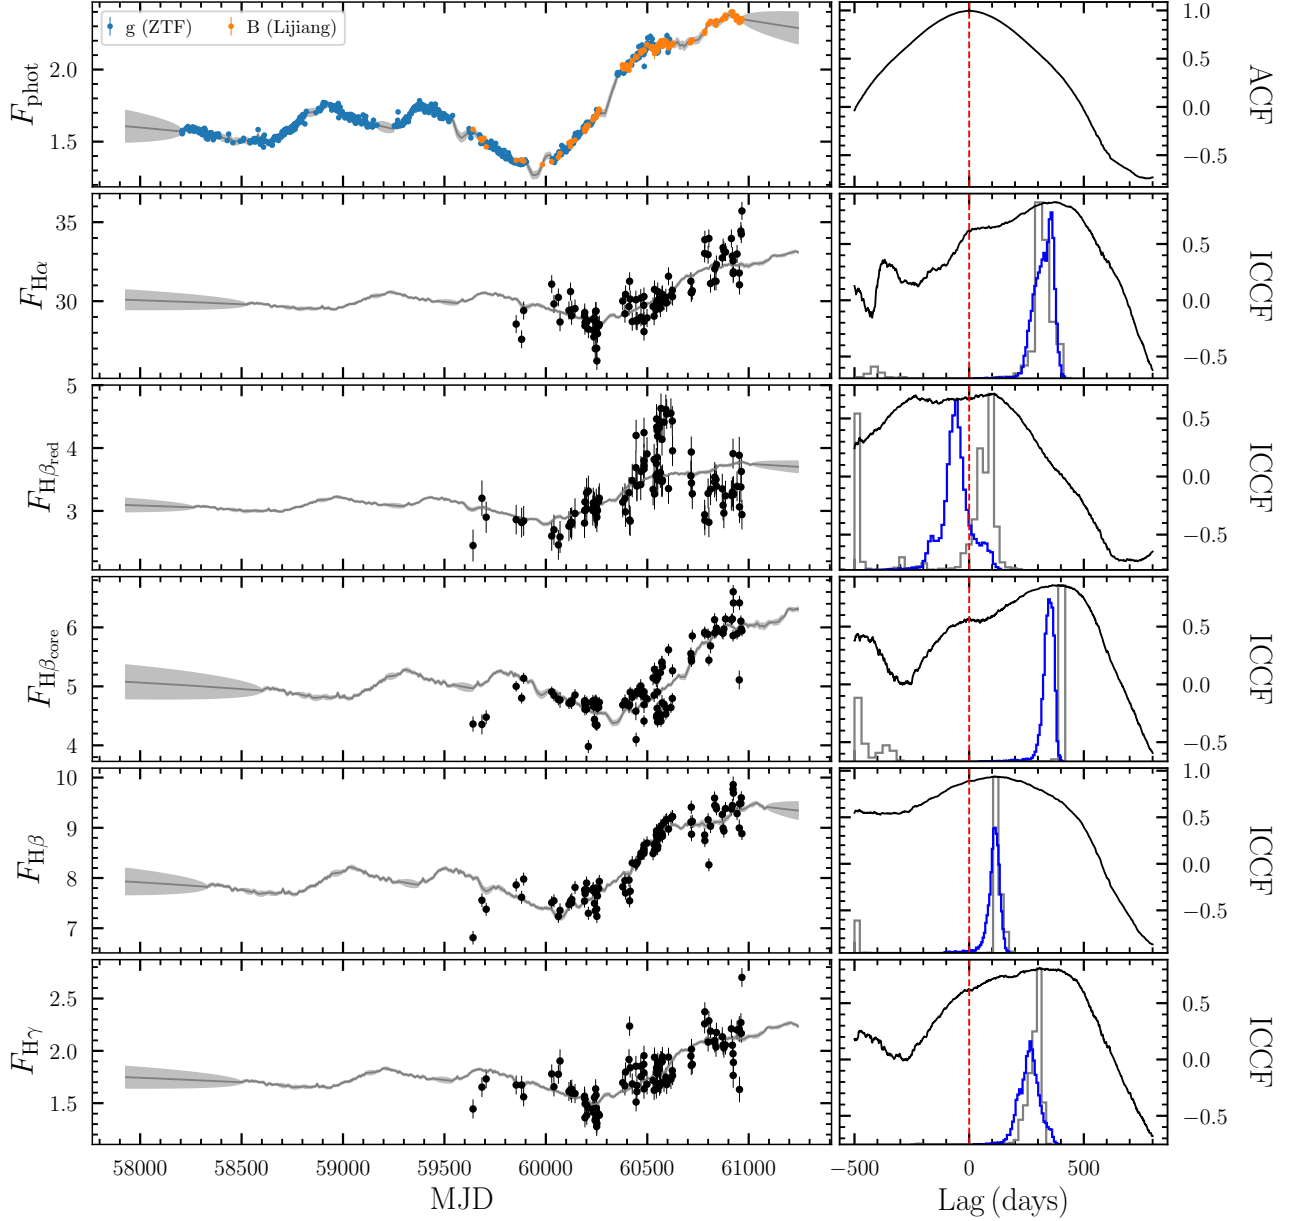 g (ZTF) B (Lijiang)
F_phot
2.0
1.5
1.0
0.5
0.0
−0.5
ACF
F_Hα
35
30
0.5
0.0
−0.5
ICCF
F_Hβ_red
5
4
3
0.5
0.0
−0.5
ICCF
F_Hβ_core
6
5
4
0.5
0.0
−0.5
ICCF
F_Hβ
10
9
8
7
1.0
0.5
0.0
−0.5
ICCF
F_Hγ
2.5
2.0
1.5
0.5
0.0
−0.5
ICCF
58000 58500 59000 59500 60000 60500 61000
−500 0 500
MJD
Lag (days)